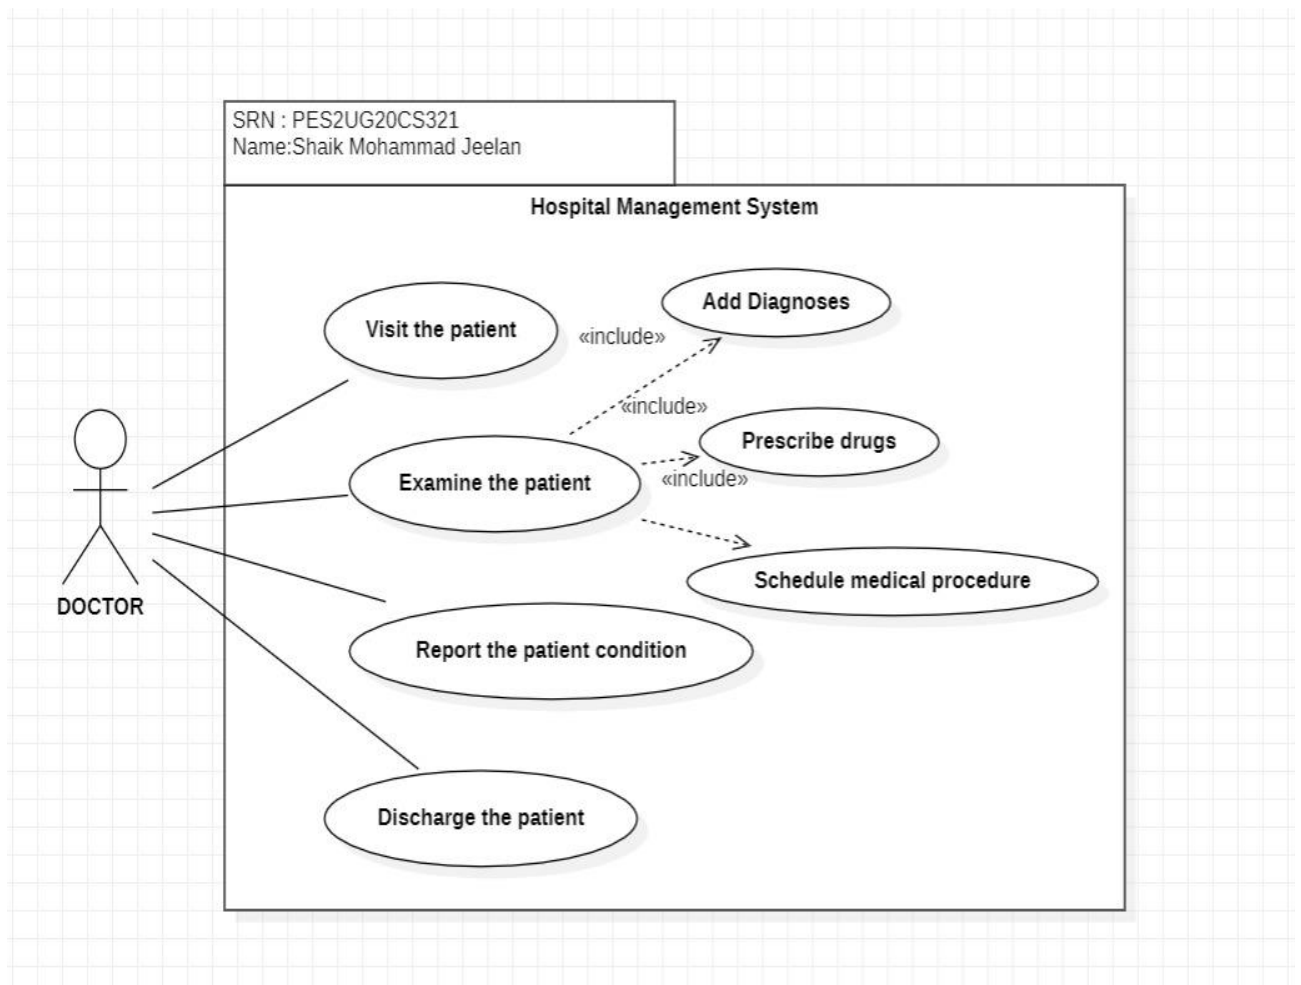 SRN : PES2UG20CS321
Name:Shaik Mohammad Jeelan
Hospital Management System
Add Diagnoses
Visit the patient
«include»
«include»
Prescribe drugs
Examine the patient
«include»
Schedule medical procedure
DOCTOR
Report the patient condition
Discharge the patient